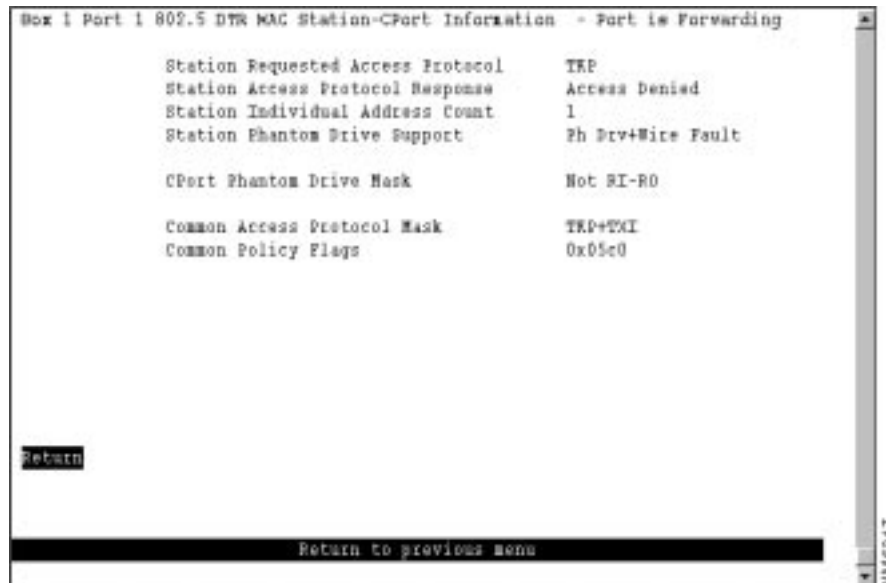 Box 1 Port 1 802.5 DTR MAC Station-CPort Information - Port is Forwarding
Station Requested Access Protocol TKP
Station Access Protocol Response Access Denied
Station Individual Address Count 1
Station Phantom Drive Support Ph Drv+Wire Fault
CPort Phantom Drive Mask Not RI-RO
Common Access Protocol Mask TKP+TXI
Common Policy Flags 0x05c0
Return
Return to previous menu